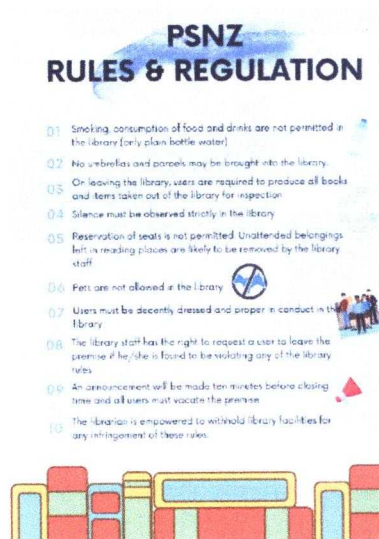 PSNZ
RULES & REGULATION
01 Smoking, consumption of food and drinks are not permitted in
the library (only plain bottle water)
02 No umbrellas and parcels may be brought into the library.
03 On leaving the library, users are required to produce all books
and items taken out of the library for inspection
04 Silence must be observed strictly in the library
05 Reservation of seats is not permitted. Unattended belongings
left in reading places are likely to be removed by the library
staff
06 Pets are not allowed in the library
07 Users must be decently dressed and proper in conduct in the
library
08 The library staff has the right to request a user to leave the
premise if he/she is found to be violating any of the library
rules
09 An announcement will be made ten minutes before closing
time and all users must vacate the premise
10 The librarian is empowered to withhold library facilities for
any infringement of these rules.